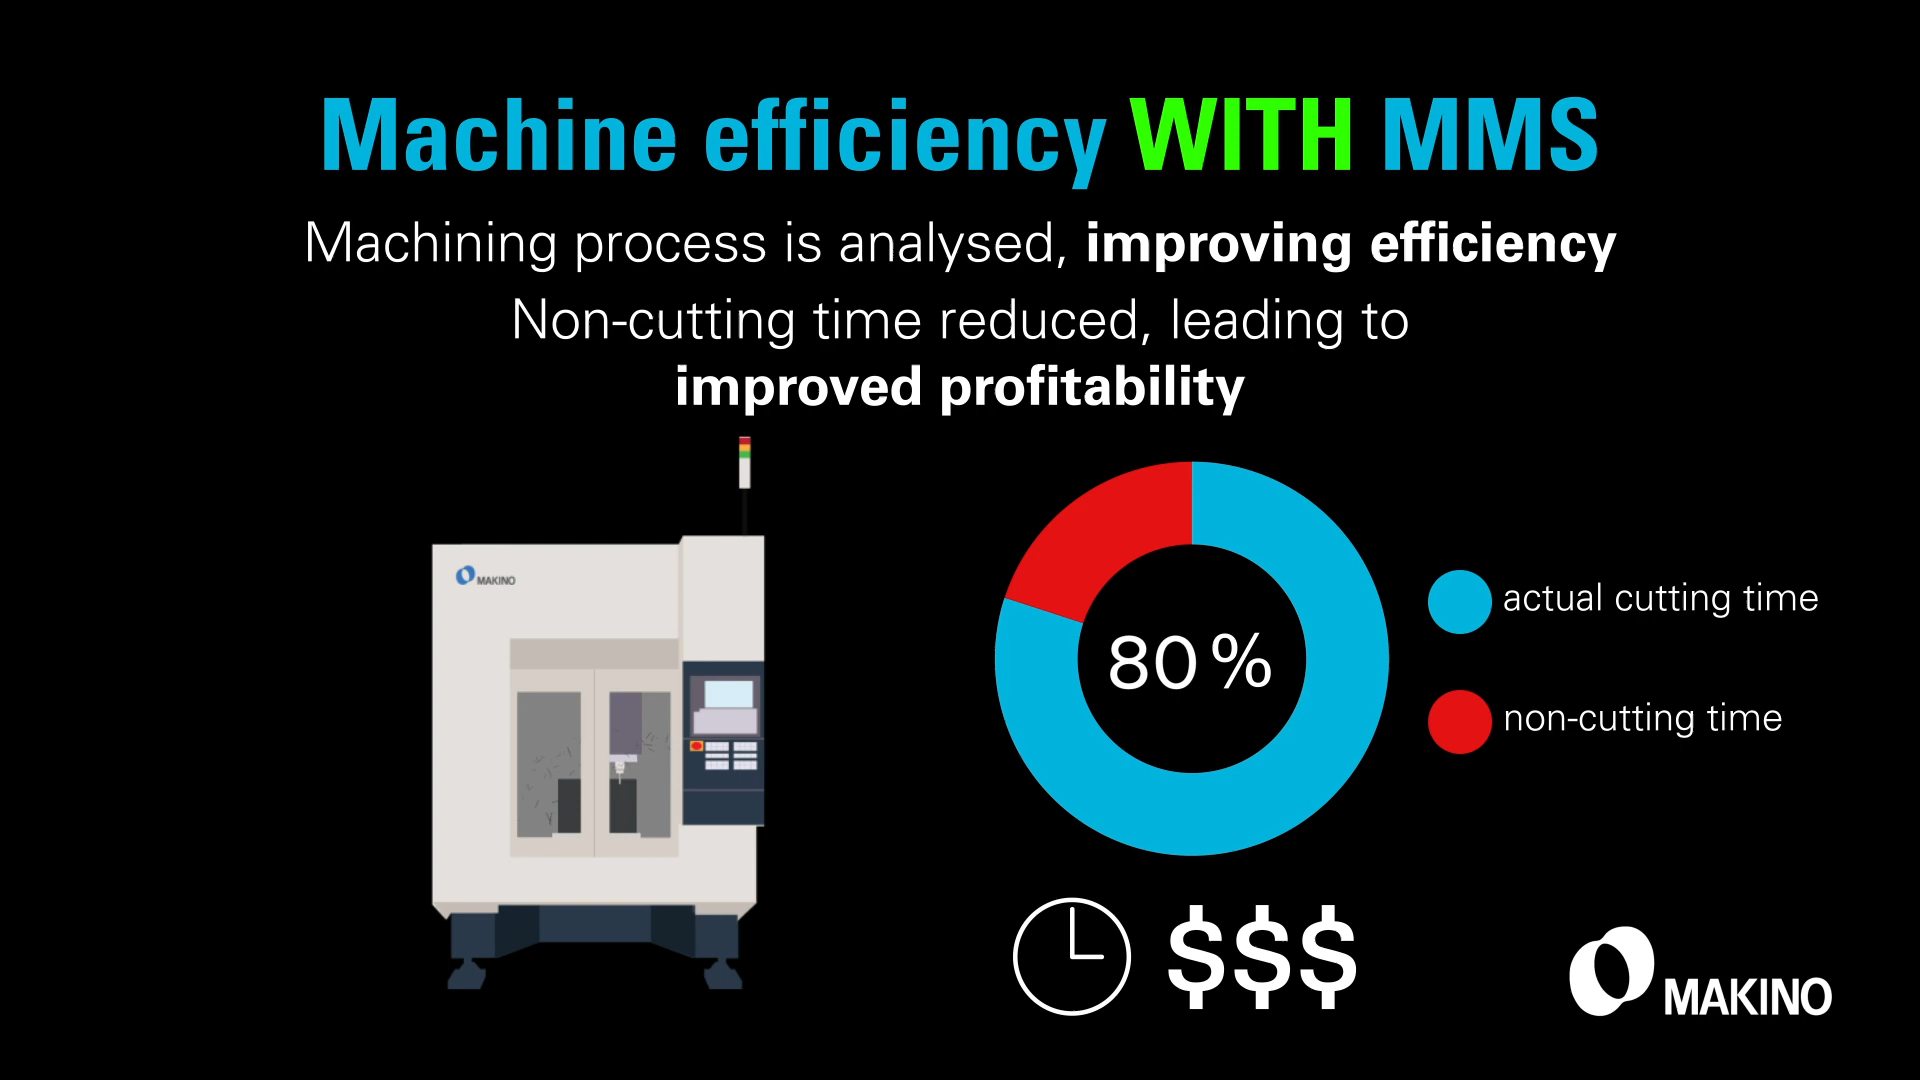 Machine efficiency WITH MMS
Machining process is analysed, improving efficiency
Non-cutting time reduced, leading to
improved profitability
MAKINO
80 %
actual cutting time
non-cutting time
$$$
MAKINO